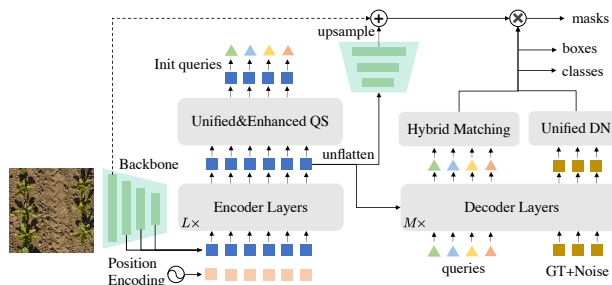 masks
upsample
boxes
Init queries
classes
Unified&Enhanced QS
Hybrid Matching
Unified DN
unflatten
Backbone
Encoder Layers
L×
Decoder Layers
M×
Position
Encoding
queries
GT+Noise